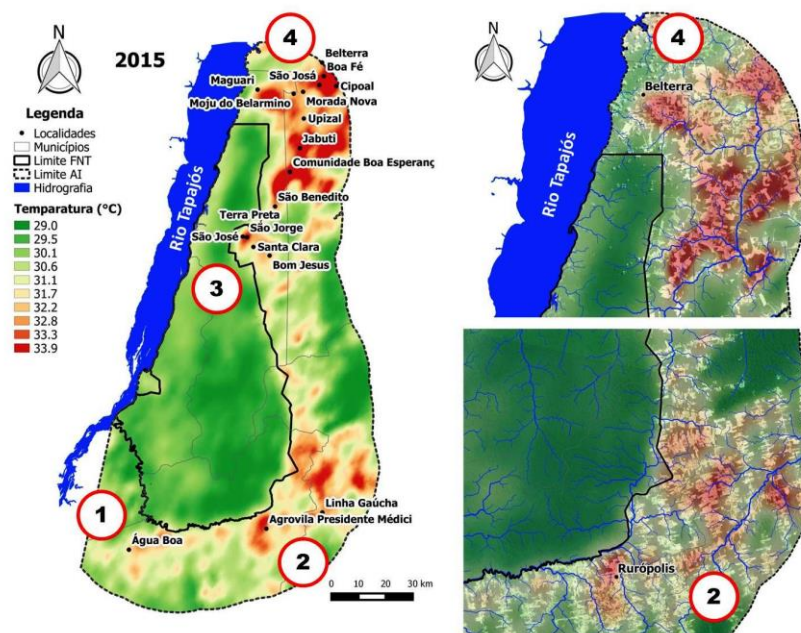 N
2015
Legenda
Localidades
Municípios
Limite FNT
Limite AI
Hidrografia
Temparatura (°C)
29.0
29.5
30.1
30.6
31.1
31.7
32.2
32.8
33.3
33.9
Rio Tapajós
4
Belterra
Boa Fé
São Josá
Cipoal
Maguari
Moju do Belarmino
Morada Nova
Upizal
Jabuti
Comunidade Boa Esperanç
São Benedito
Terra Preta
São Jorge
São José
Santa Clara
Bom Jesus
3
1
Linha Gaúcha
Agrovila Presidente Médici
Água Boa
2
0 10 20 30 km
N
4
Belterra
Rio Tapajós
N
Rurópolis
2